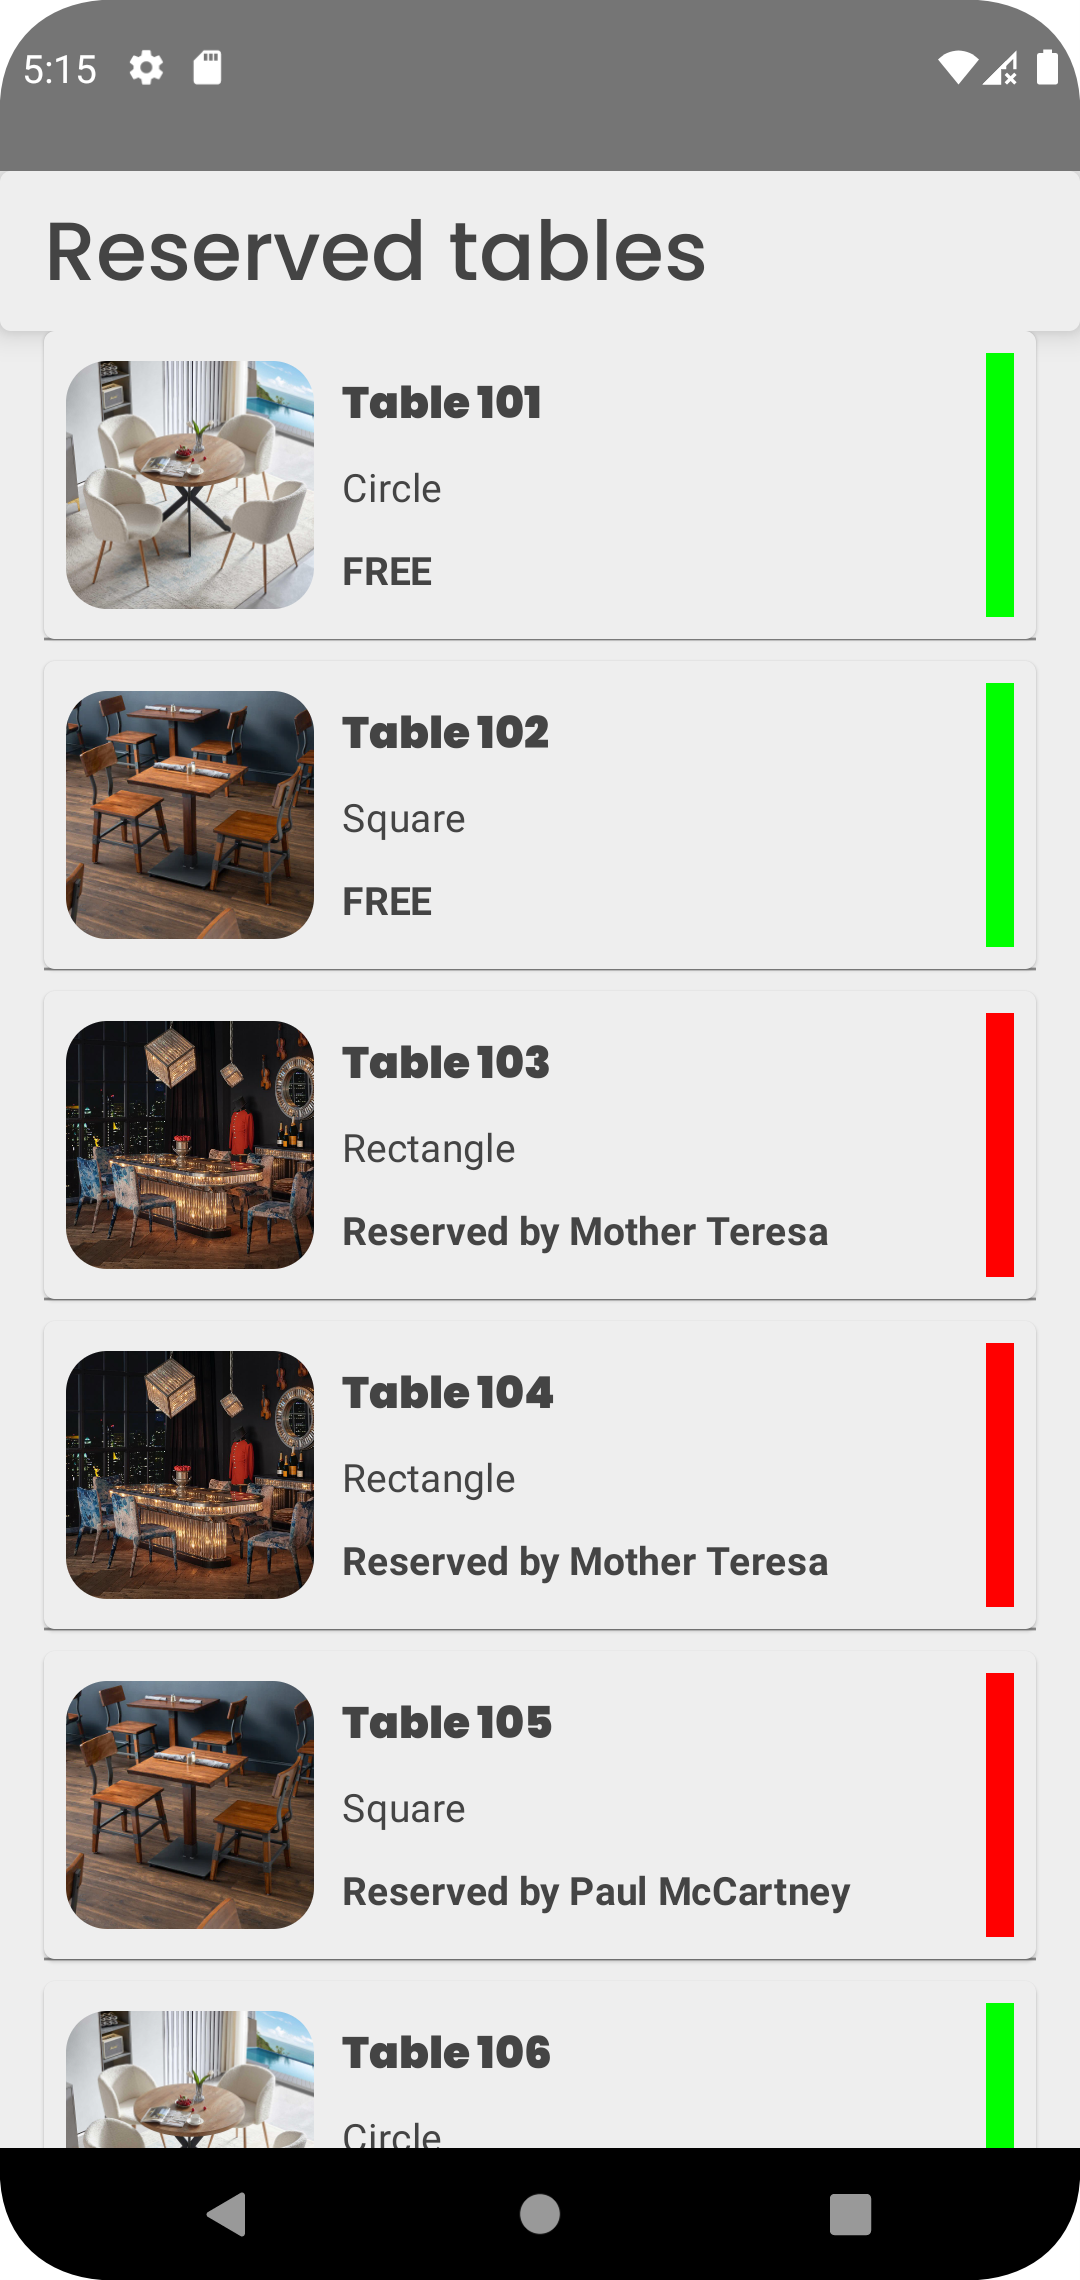 5:15
Reserved tables
Table 101
Circle
FREE
Table 102
Square
FREE
Table 103
Rectangle
Reserved by Mother Teresa
Table 104
Rectangle
Reserved by Mother Teresa
Table 105
Square
Reserved by Paul McCartney
Table 106
Circle